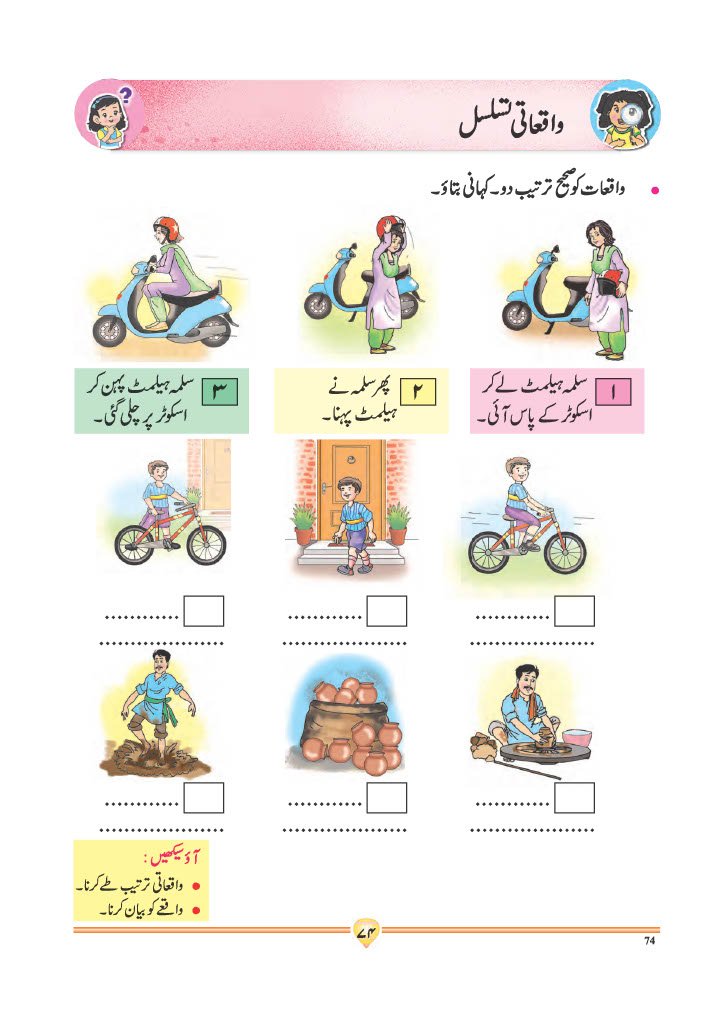 واقعاتی تسلسل
?
واقعات کو صحیح ترتیب دو۔ کہانی بتاؤ۔
۱
سلمہ ہیلمٹ لے کر
اسکوٹر کے پاس آئی۔
۲
پھر سلمہ نے
ہیلمٹ پہنا۔
۳
سلمہ ہیلمٹ پہن کر
اسکوٹر پر چلی گئی۔
............ ............ ............
.................... .................... ....................
............ ............ ............
.................... .................... ....................
آؤ سیکھیں :
● واقعاتی ترتیب طے کرنا۔
● واقعے کو بیان کرنا۔
۷۴
74